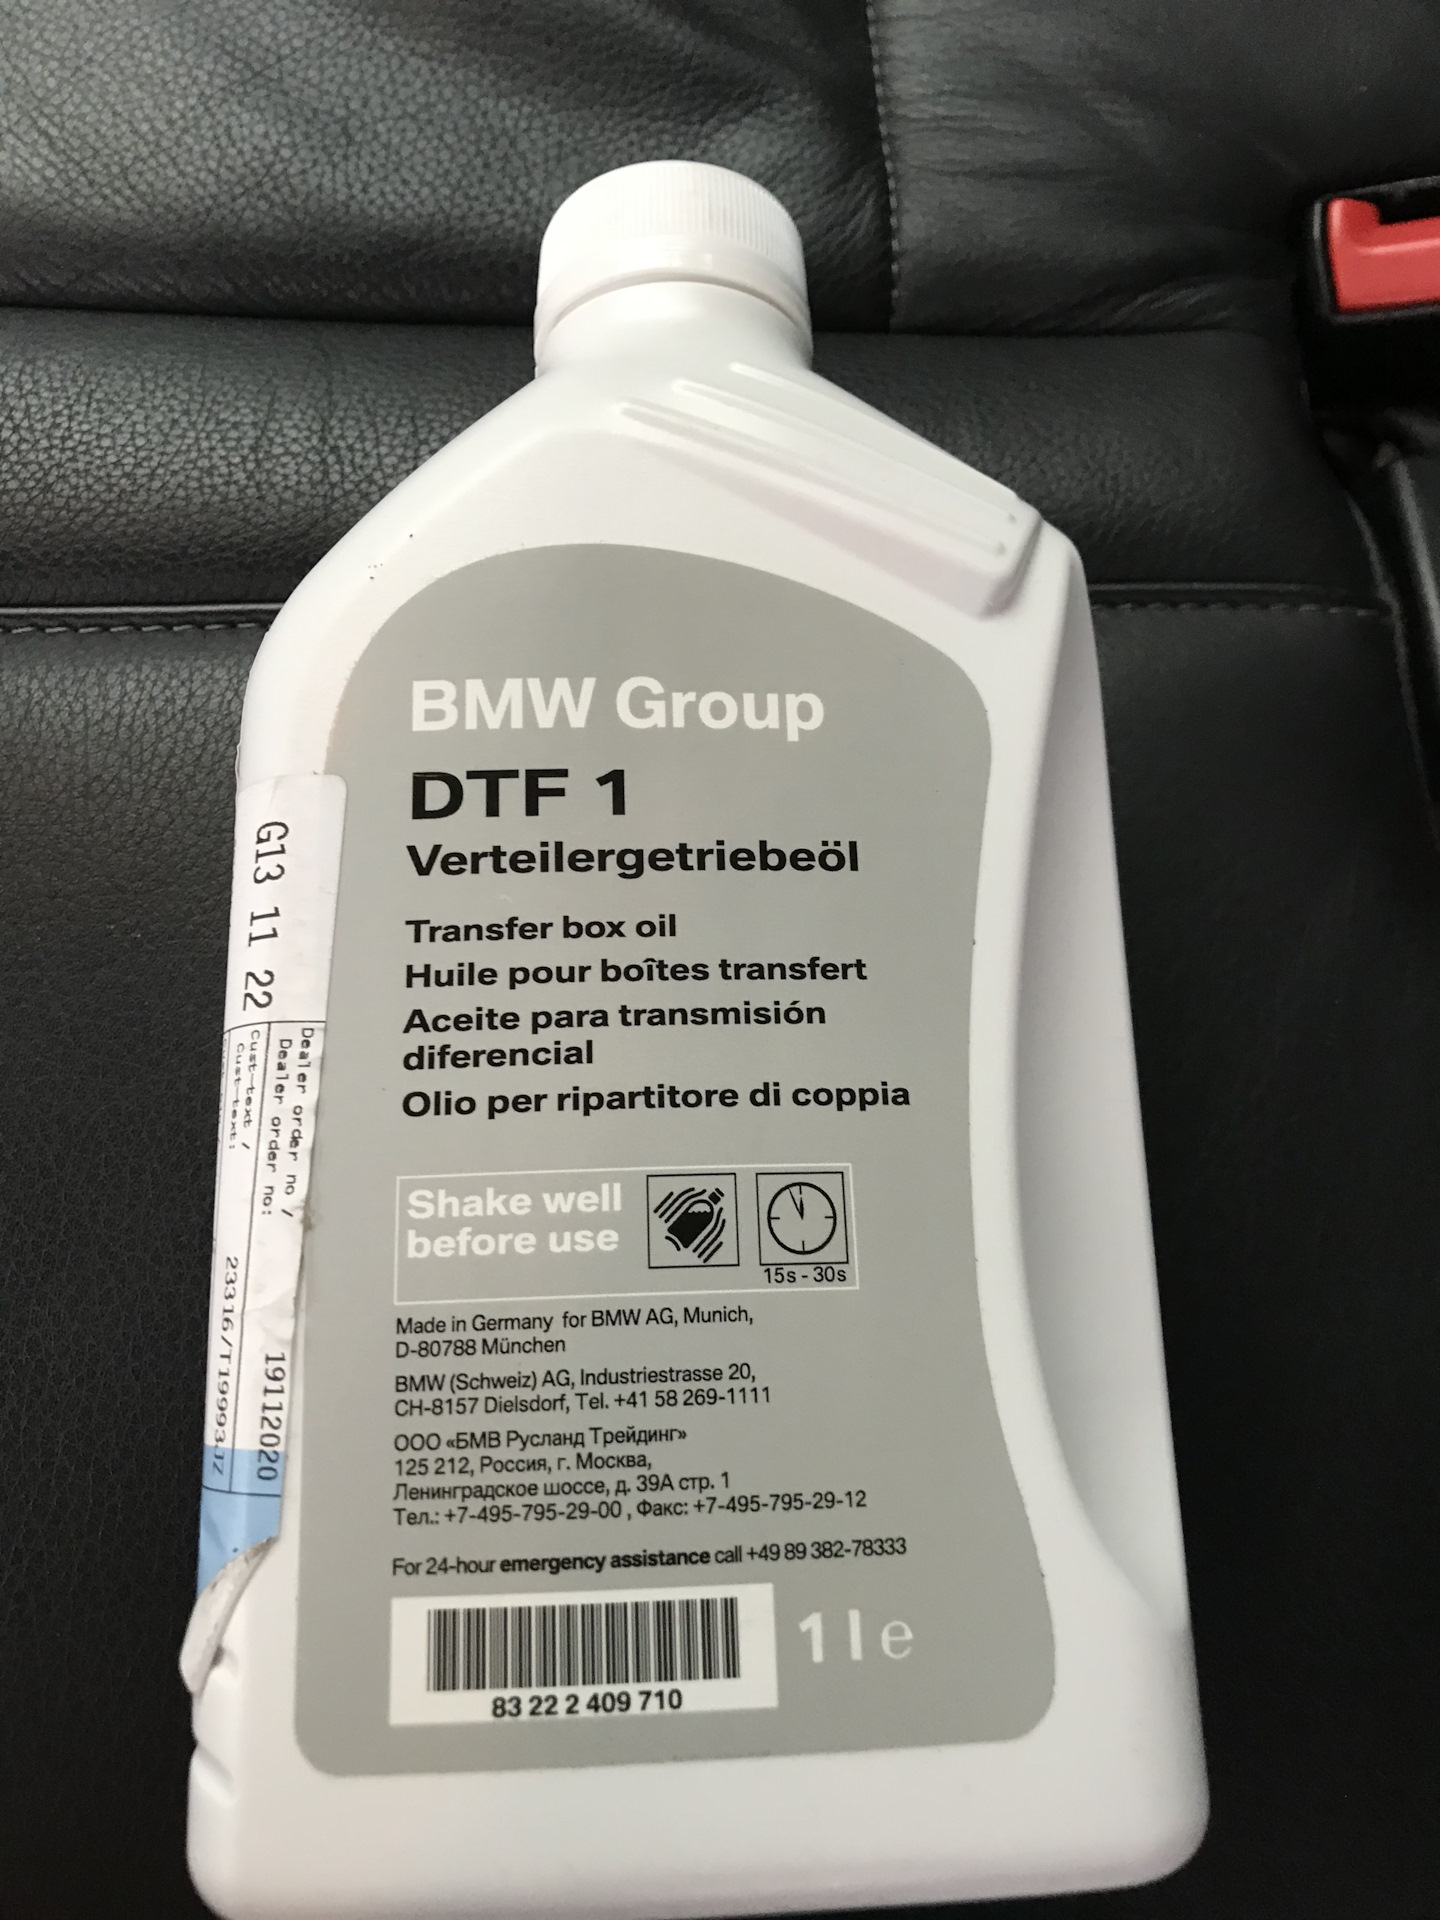 BMW Group
DTF 1
Verteilergetriebeöl
Transfer box oil
Huile pour boîtes transfert
Aceite para transmisión
diferencial
Olio per ripartitore di coppia
Shake well
before use
15s - 30s
Made in Germany for BMW AG, Munich,
D-80788 München
BMW (Schweiz) AG, Industriestrasse 20,
CH-8157 Dielsdorf, Tel. +41 58 269-1111
ООО «БМВ Русланд Трейдинг»
125 212, Россия, г. Москва,
Ленинградское шоссе, д. 39А стр. 1
Тел.: +7-495-795-29-00 , Факс: +7-495-795-29-12
For 24-hour emergency assistance call +49 89 382-78333
83 22 2 409 710
1 l e
G13 11 22
Dealer order no /
Dealer order no: 19112020
Cust-text /
Cust-text: 23316/T19993JZ